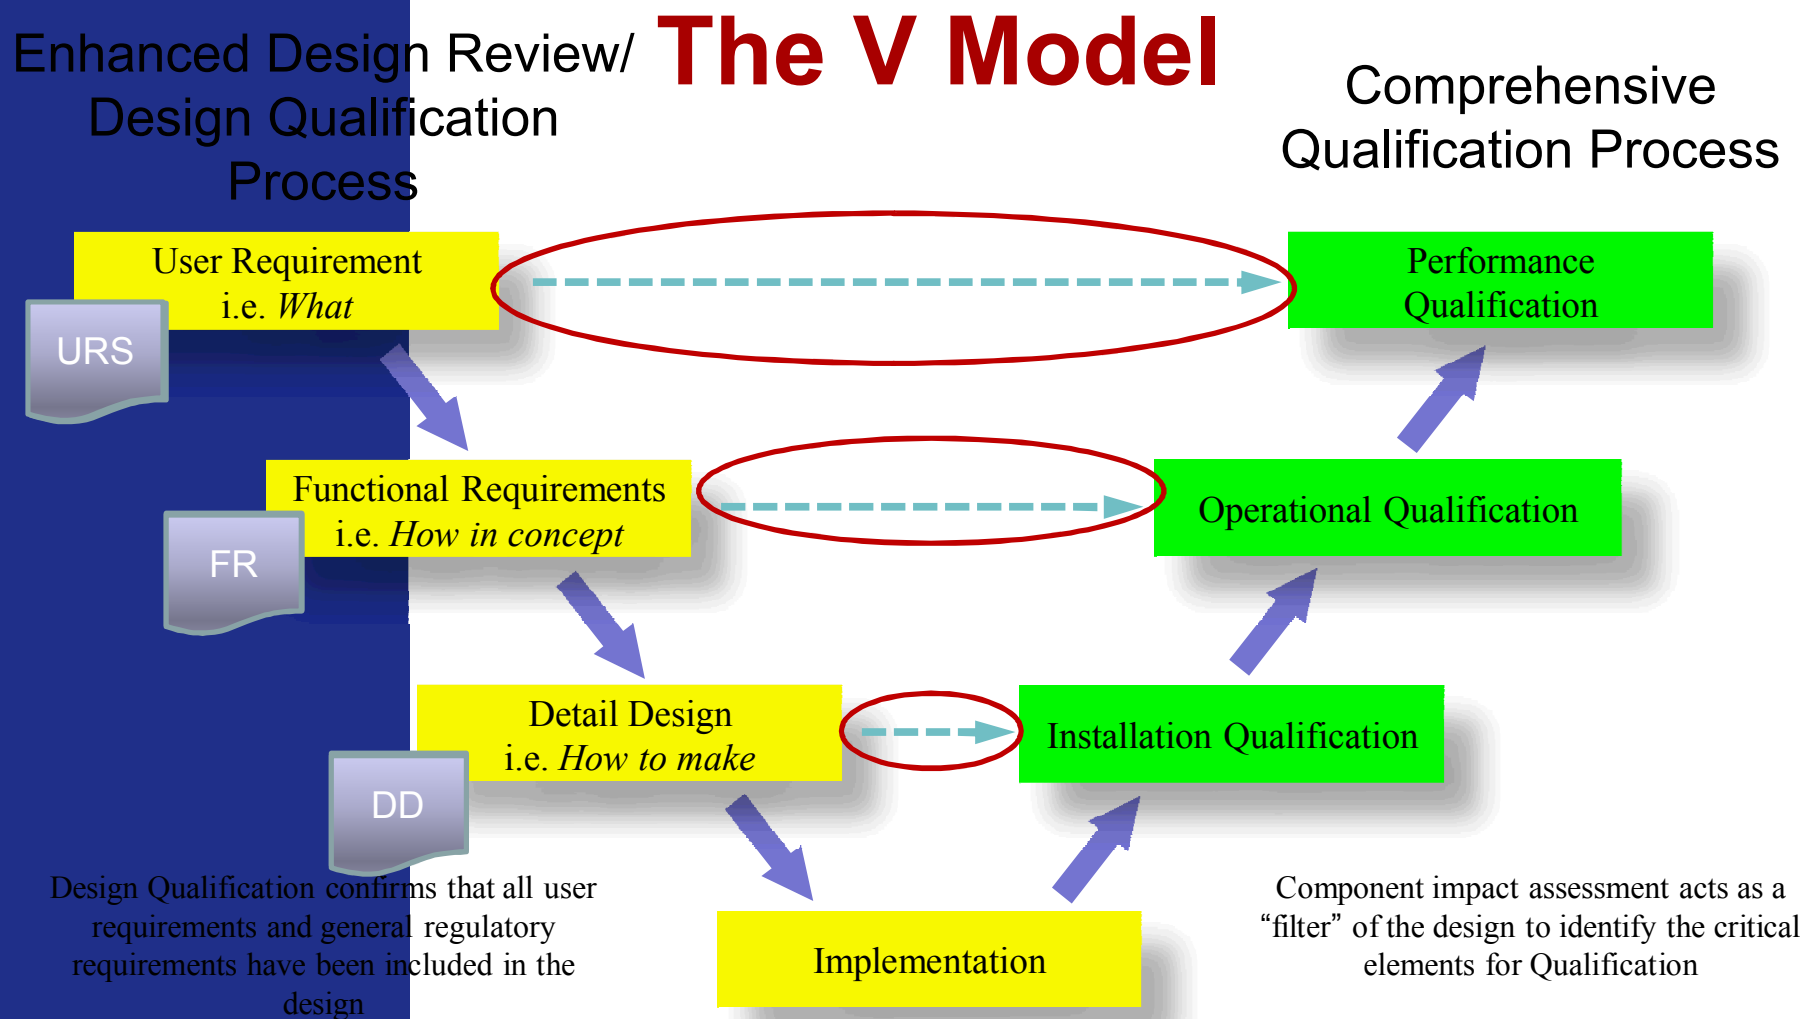 The V Model
Enhanced Design Review/
Design Qualification
Process
Comprehensive
Qualification Process
User Requirement
i.e. What
URS
Performance
Qualification
Functional Requirements
i.e. How in concept
FR
Operational Qualification
Detail Design
i.e. How to make
DD
Installation Qualification
Implementation
Design Qualification confirms that all user
requirements and general regulatory
requirements have been included in the
design
Component impact assessment acts as a
“filter” of the design to identify the critical
elements for Qualification